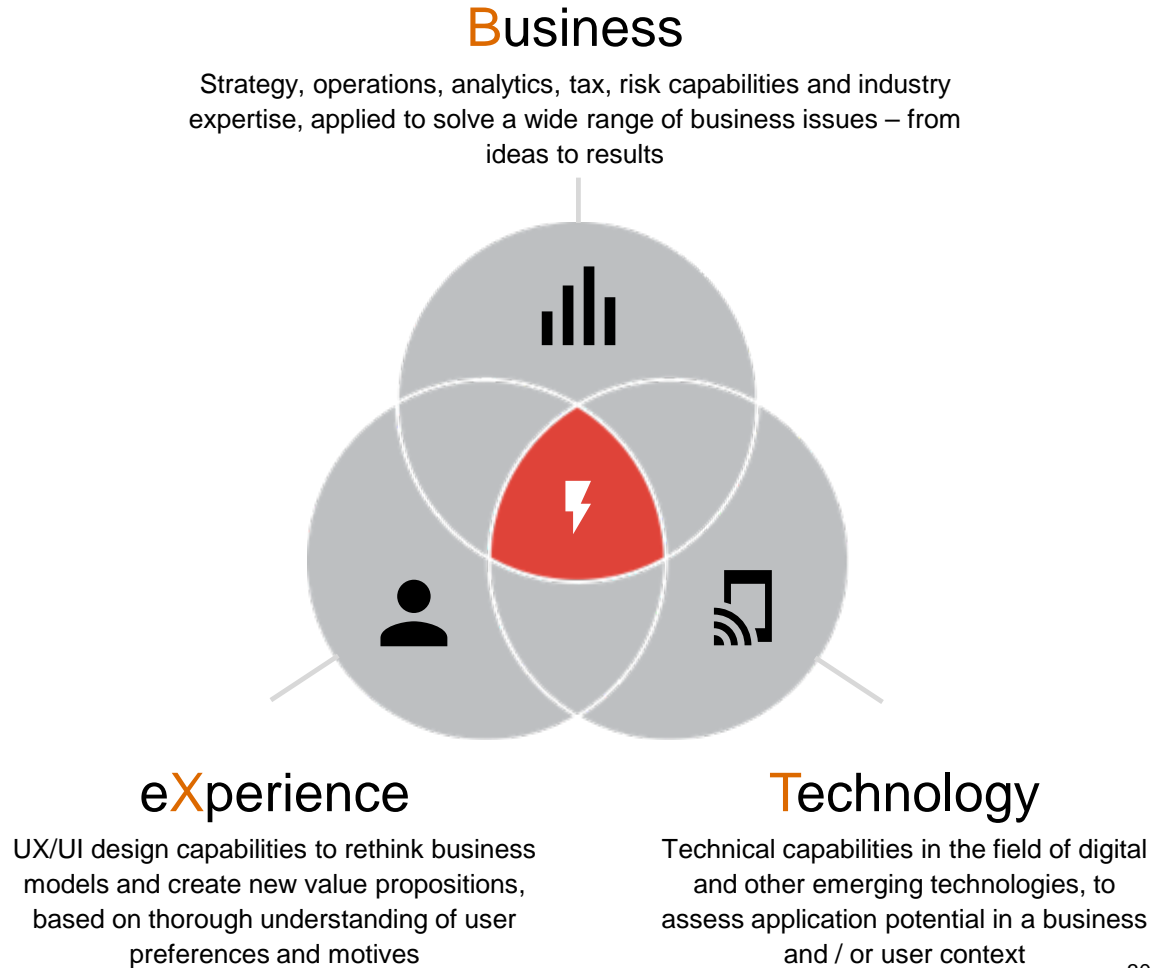 Business
Strategy, operations, analytics, tax, risk capabilities and industry
expertise, applied to solve a wide range of business issues – from
ideas to results
eXperience
UX/UI design capabilities to rethink business
models and create new value propositions,
based on thorough understanding of user
preferences and motives
Technology
Technical capabilities in the field of digital
and other emerging technologies, to
assess application potential in a business
and / or user context